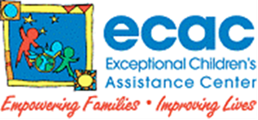 ecac
Exceptional Children's
Assistance Center
Empowering Families • Improving Lives